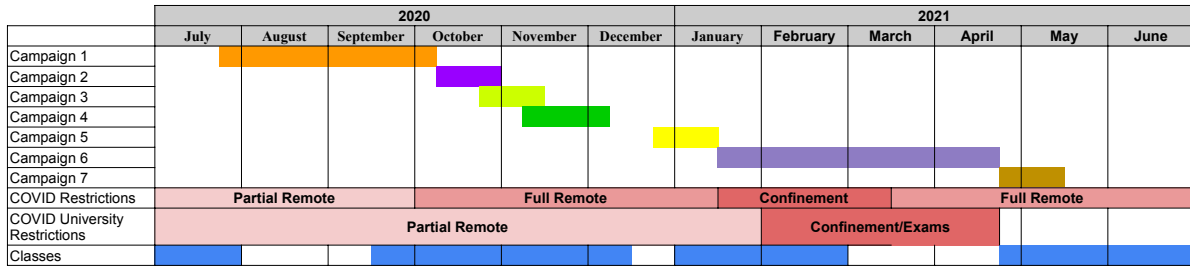 2020 2021
July August September October November December January February March April May June
Campaign 1
Campaign 2
Campaign 3
Campaign 4
Campaign 5
Campaign 6
Campaign 7
COVID Restrictions Partial Remote Full Remote Confinement Full Remote
COVID University
Restrictions Partial Remote Confinement/Exams
Classes